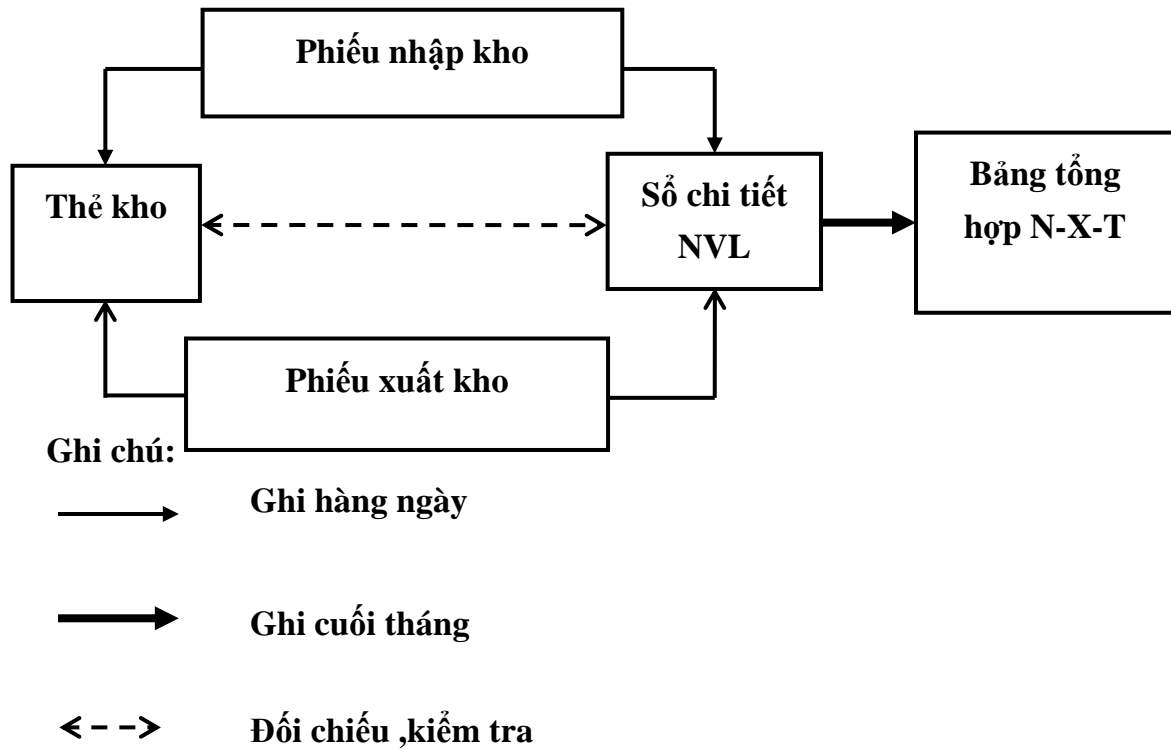 Phiếu nhập kho
Thẻ kho
Sổ chi tiết
NVL
Bảng tổng
hợp N-X-T
Phiếu xuất kho
Ghi chú:
Ghi hàng ngày
Ghi cuối tháng
Đối chiếu ,kiểm tra